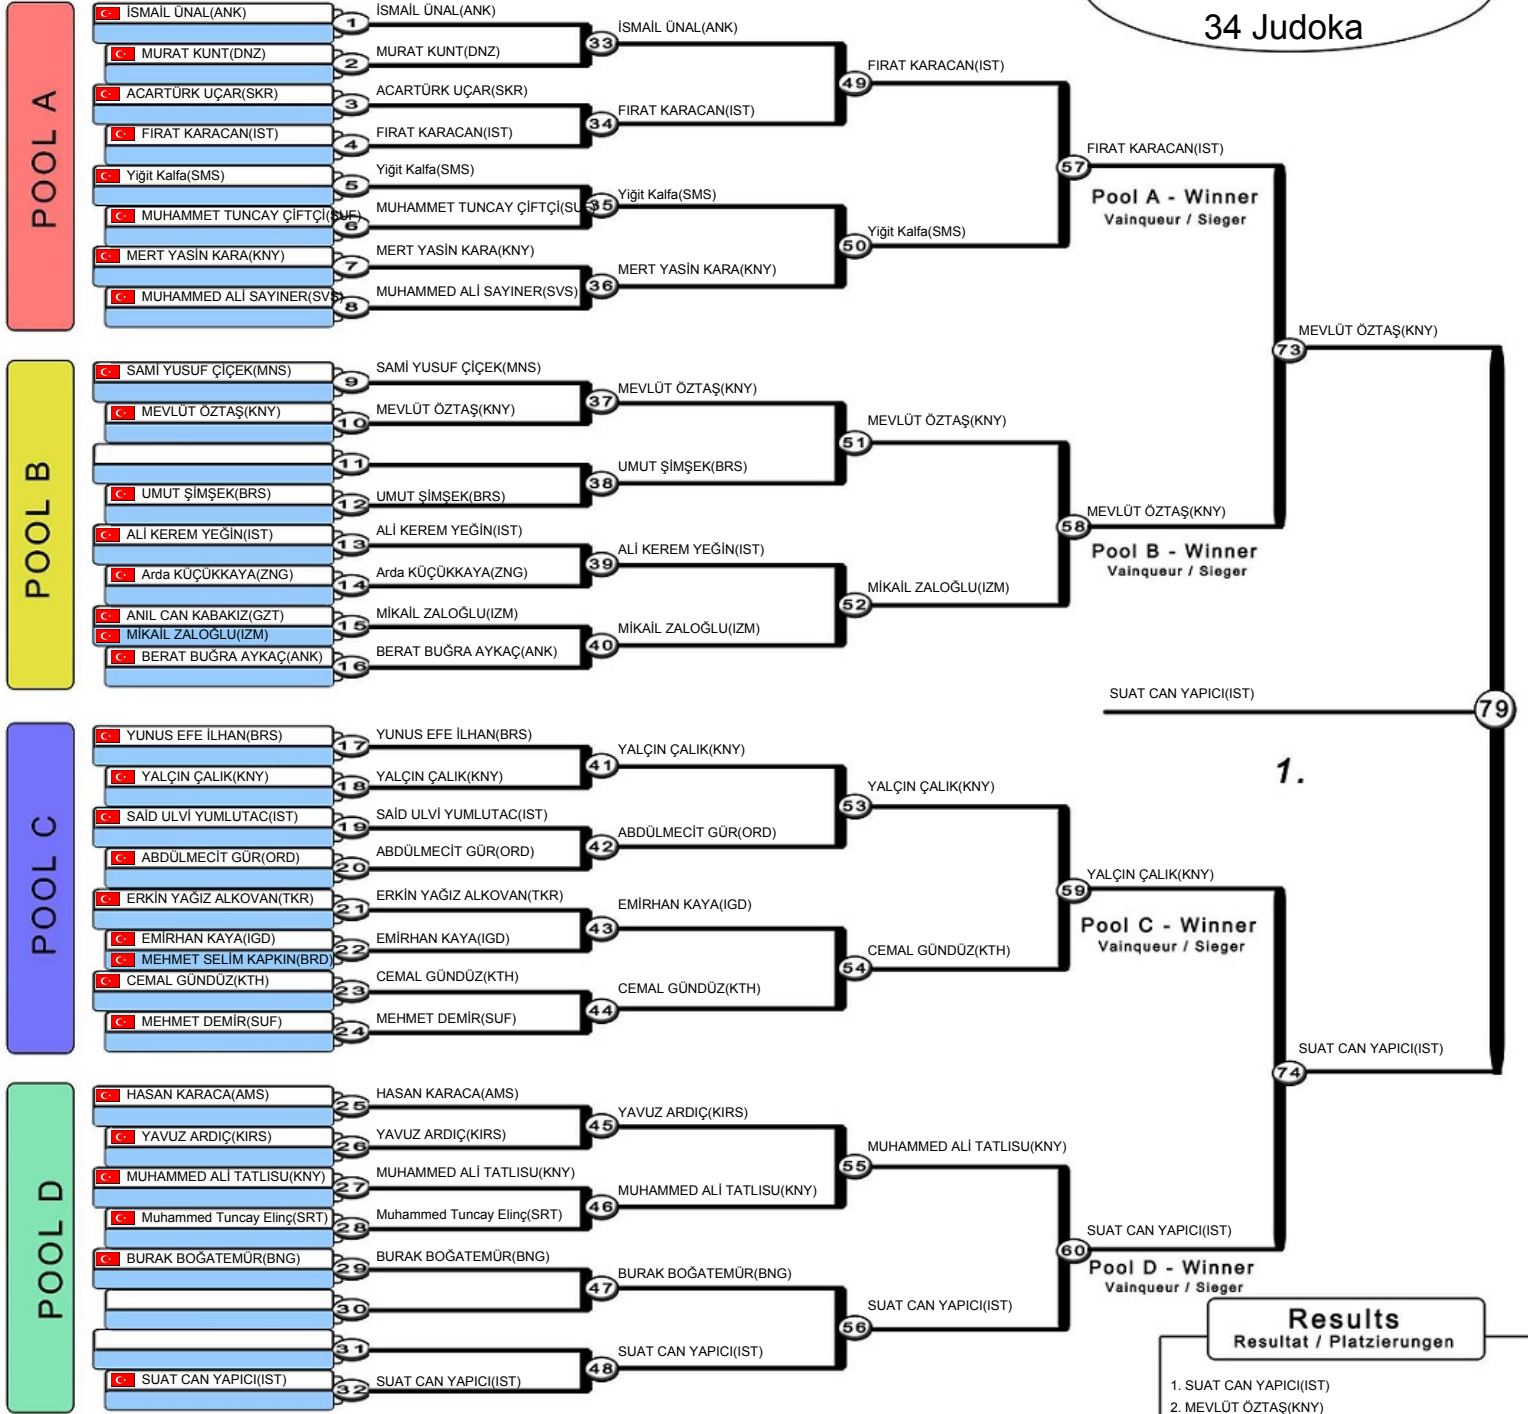 34 Judoka
POOL A
İSMAİL ÜNAL(ANK)
MURAT KUNT(DNZ)
ACARTÜRK UÇAR(SKR)
FIRAT KARACAN(IST)
Yiğit Kalfa(SMS)
MUHAMMET TUNCAY ÇİFTÇİ(SUF)
MERT YASİN KARA(KNY)
MUHAMMED ALİ SAYINER(SVS)
1
2
3
4
5
6
7
8
İSMAİL ÜNAL(ANK)
MURAT KUNT(DNZ)
ACARTÜRK UÇAR(SKR)
FIRAT KARACAN(IST)
Yiğit Kalfa(SMS)
MUHAMMET TUNCAY ÇİFTÇİ(SUF)
MERT YASİN KARA(KNY)
MUHAMMED ALİ SAYINER(SVS)
33
34
35
36
İSMAİL ÜNAL(ANK)
FIRAT KARACAN(IST)
Yiğit Kalfa(SMS)
MERT YASİN KARA(KNY)
49
50
FIRAT KARACAN(IST)
Yiğit Kalfa(SMS)
57
FIRAT KARACAN(IST)
Pool A - Winner
Vainqueur / Sieger
POOL B
SAMİ YUSUF ÇİÇEK(MNS)
MEVLÜT ÖZTAŞ(KNY)
UMUT ŞİMŞEK(BRS)
ALİ KEREM YEĞİN(IST)
Arda KÜÇÜKKAYA(ZNG)
ANIL CAN KABAKIZ(GZT)
MİKAİL ZALOĞLU(IZM)
BERAT BUĞRA AYKAÇ(ANK)
9
10
11
12
13
14
15
16
SAMİ YUSUF ÇİÇEK(MNS)
MEVLÜT ÖZTAŞ(KNY)
UMUT ŞİMŞEK(BRS)
ALİ KEREM YEĞİN(IST)
Arda KÜÇÜKKAYA(ZNG)
MİKAİL ZALOĞLU(IZM)
BERAT BUĞRA AYKAÇ(ANK)
37
38
39
40
MEVLÜT ÖZTAŞ(KNY)
UMUT ŞİMŞEK(BRS)
ALİ KEREM YEĞİN(IST)
MİKAİL ZALOĞLU(IZM)
51
52
MEVLÜT ÖZTAŞ(KNY)
MİKAİL ZALOĞLU(IZM)
58
MEVLÜT ÖZTAŞ(KNY)
Pool B - Winner
Vainqueur / Sieger
73
MEVLÜT ÖZTAŞ(KNY)
SUAT CAN YAPICI(IST)
79
1.
POOL C
YUNUS EFE İLHAN(BRS)
YALÇIN ÇALIK(KNY)
SAİD ULVİ YUMLUTAC(IST)
ABDÜLMECİT GÜR(ORD)
ERKİN YAĞIZ ALKOVAN(TKR)
EMİRHAN KAYA(IGD)
MEHMET SELİM KAPKIN(BRD)
CEMAL GÜNDÜZ(KTH)
MEHMET DEMİR(SUF)
17
18
19
20
21
22
23
24
YUNUS EFE İLHAN(BRS)
YALÇIN ÇALIK(KNY)
SAİD ULVİ YUMLUTAC(IST)
ABDÜLMECİT GÜR(ORD)
ERKİN YAĞIZ ALKOVAN(TKR)
EMİRHAN KAYA(IGD)
CEMAL GÜNDÜZ(KTH)
MEHMET DEMİR(SUF)
41
42
43
44
YALÇIN ÇALIK(KNY)
ABDÜLMECİT GÜR(ORD)
EMİRHAN KAYA(IGD)
CEMAL GÜNDÜZ(KTH)
53
54
YALÇIN ÇALIK(KNY)
CEMAL GÜNDÜZ(KTH)
59
YALÇIN ÇALIK(KNY)
Pool C - Winner
Vainqueur / Sieger
POOL D
HASAN KARACA(AMS)
YAVUZ ARDIÇ(KIRS)
MUHAMMED ALİ TATLISU(KNY)
Muhammed Tuncay Elinç(SRT)
BURAK BOĞATEMÜR(BNG)
SUAT CAN YAPICI(IST)
25
26
27
28
29
30
31
32
HASAN KARACA(AMS)
YAVUZ ARDIÇ(KIRS)
MUHAMMED ALİ TATLISU(KNY)
Muhammed Tuncay Elinç(SRT)
BURAK BOĞATEMÜR(BNG)
SUAT CAN YAPICI(IST)
45
46
47
48
YAVUZ ARDIÇ(KIRS)
MUHAMMED ALİ TATLISU(KNY)
BURAK BOĞATEMÜR(BNG)
SUAT CAN YAPICI(IST)
55
56
MUHAMMED ALİ TATLISU(KNY)
SUAT CAN YAPICI(IST)
60
SUAT CAN YAPICI(IST)
Pool D - Winner
Vainqueur / Sieger
74
SUAT CAN YAPICI(IST)
Results
Resultat / Platzierungen
1. SUAT CAN YAPICI(IST)
2. MEVLÜT ÖZTAŞ(KNY)